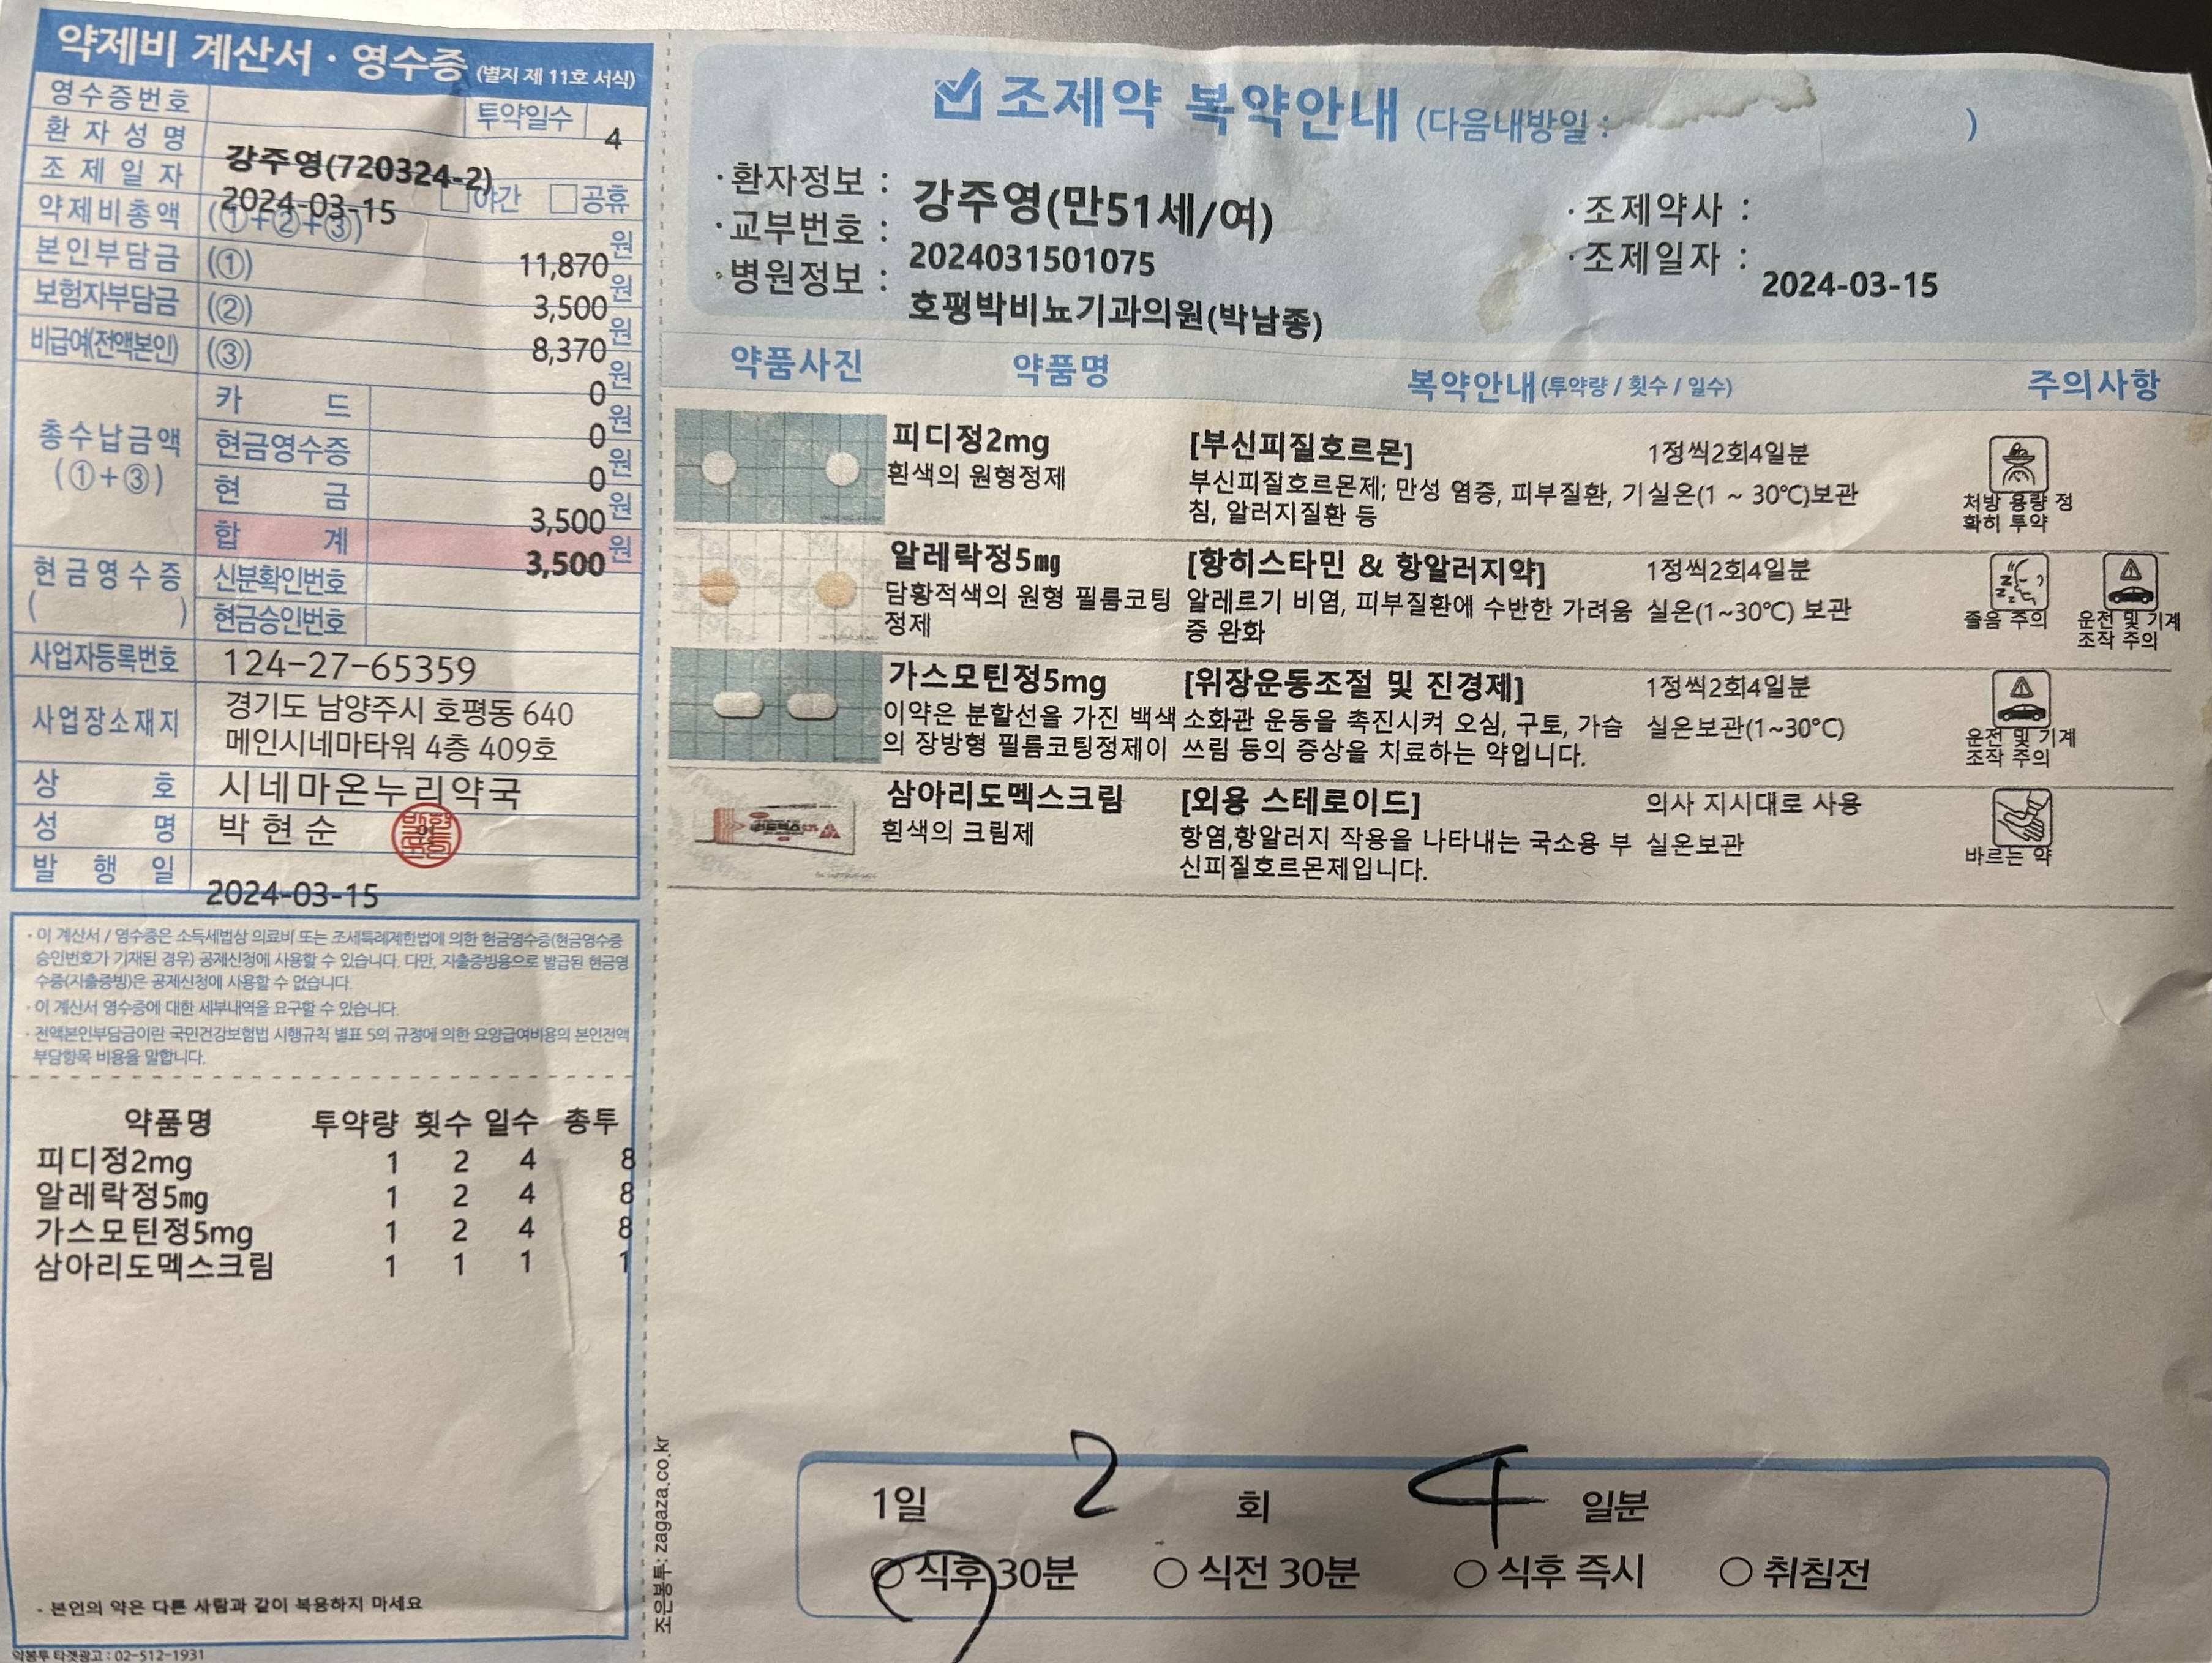 약제비 계산서 · 영수증 (별지 제 11호 서식)
영수증번호 투약일수 4
환자성명 강주영(720324-2)
조제일자 2024-03-15 야간 공휴
약제비총액 (①+②+③) 11,870 원
본인부담금 (①) 3,500 원
보험자부담금 (②) 8,370 원
비급여(전액본인) (③) 0 원
총수납금액 (①+③)
카드 0 원
현금영수증 0 원
현금 3,500 원
합계 3,500 원
현금영수증 ( )
신분확인번호
현금승인번호
사업자등록번호 124-27-65359
사업장소재지 경기도 남양주시 호평동 640
메인시네마타워 4층 409호
상호 시네마온누리약국
성명 박현순
발행일 2024-03-15
· 이 계산서 / 영수증은 소득세법상 의료비 또는 조세특례제한법에 의한 현금영수증(현금영수증
승인번호가 기재된 경우) 공제신청에 사용할 수 있습니다. 다만, 지출증빙용으로 발급된 현금영
수증(지출증빙)은 공제신청에 사용할 수 없습니다.
· 이 계산서 영수증에 대한 세부내역을 요구할 수 있습니다.
· 전액본인부담금이란 국민건강보험법 시행규칙 별표 5의 규정에 의한 요양급여비용의 본인전액
부담항목 비용을 말합니다.
약품명 투약량 횟수 일수 총투
피디정2mg 1 2 4 8
알레락정5㎎ 1 2 4 8
가스모틴정5mg 1 2 4 8
삼아리도멕스크림 1 1 1 1
- 본인의 약은 다른 사람과 같이 복용하지 마세요
약봉투 타겟광고 : 02-512-1931
조은봉투: zagaza.co.kr
조제약 복약안내 (다음내방일 : )
· 환자정보 : 강주영(만51세/여)
· 교부번호 : 2024031501075
· 병원정보 : 호평박비뇨기과의원(박남종)
· 조제약사 :
· 조제일자 : 2024-03-15
약품사진 약품명 복약안내(투약량 / 횟수 / 일수) 주의사항
피디정2mg [부신피질호르몬] 1정씩2회4일분
흰색의 원형정제 부신피질호르몬제; 만성 염증, 피부질환, 기 실온(1 ~ 30℃)보관
침, 알러지질환 등
처방 용량 정
확히 투약
알레락정5㎎ [항히스타민 & 항알러지약] 1정씩2회4일분
담황적색의 원형 필름코팅 알레르기 비염, 피부질환에 수반한 가려움 실온(1~30℃) 보관
정제 증 완화
졸음 주의 운전 및 기계
조작 주의
가스모틴정5mg [위장운동조절 및 진경제] 1정씩2회4일분
이약은 분할선을 가진 백색 소화관 운동을 촉진시켜 오심, 구토, 가슴 실온보관(1~30°C)
의 장방형 필름코팅정제이 쓰림 등의 증상을 치료하는 약입니다.
운전 및 기계
조작 주의
삼아리도멕스크림 [외용 스테로이드] 의사 지시대로 사용
흰색의 크림제 항염,항알러지 작용을 나타내는 국소용 부 실온보관
신피질호르몬제입니다.
바르는 약
1일 2 회 4 일분
식후 30분 식전 30분 식후 즉시 취침전